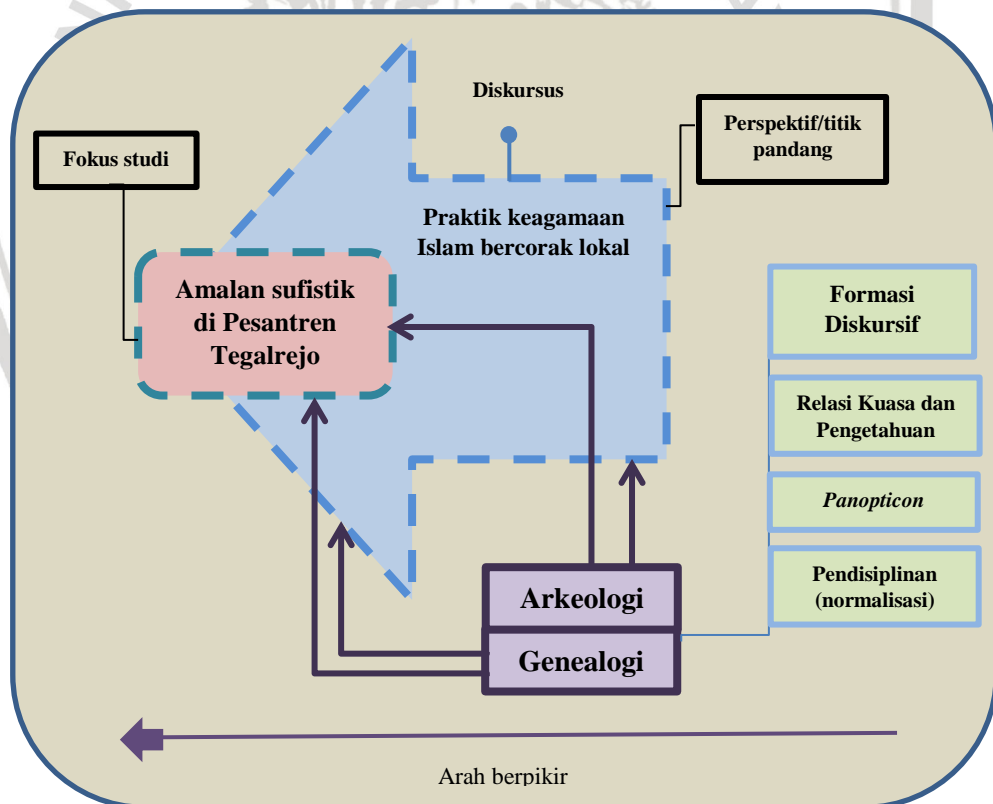 Diskursus
Perspektif/titik
pandang
Fokus studi
Praktik keagamaan
Islam bercorak lokal
Amalan sufistik
di Pesantren
Tegalrejo
Formasi
Diskursif
Relasi Kuasa dan
Pengetahuan
Panopticon
Pendisiplinan
(normalisasi)
Arkeologi
Genealogi
Arah berpikir